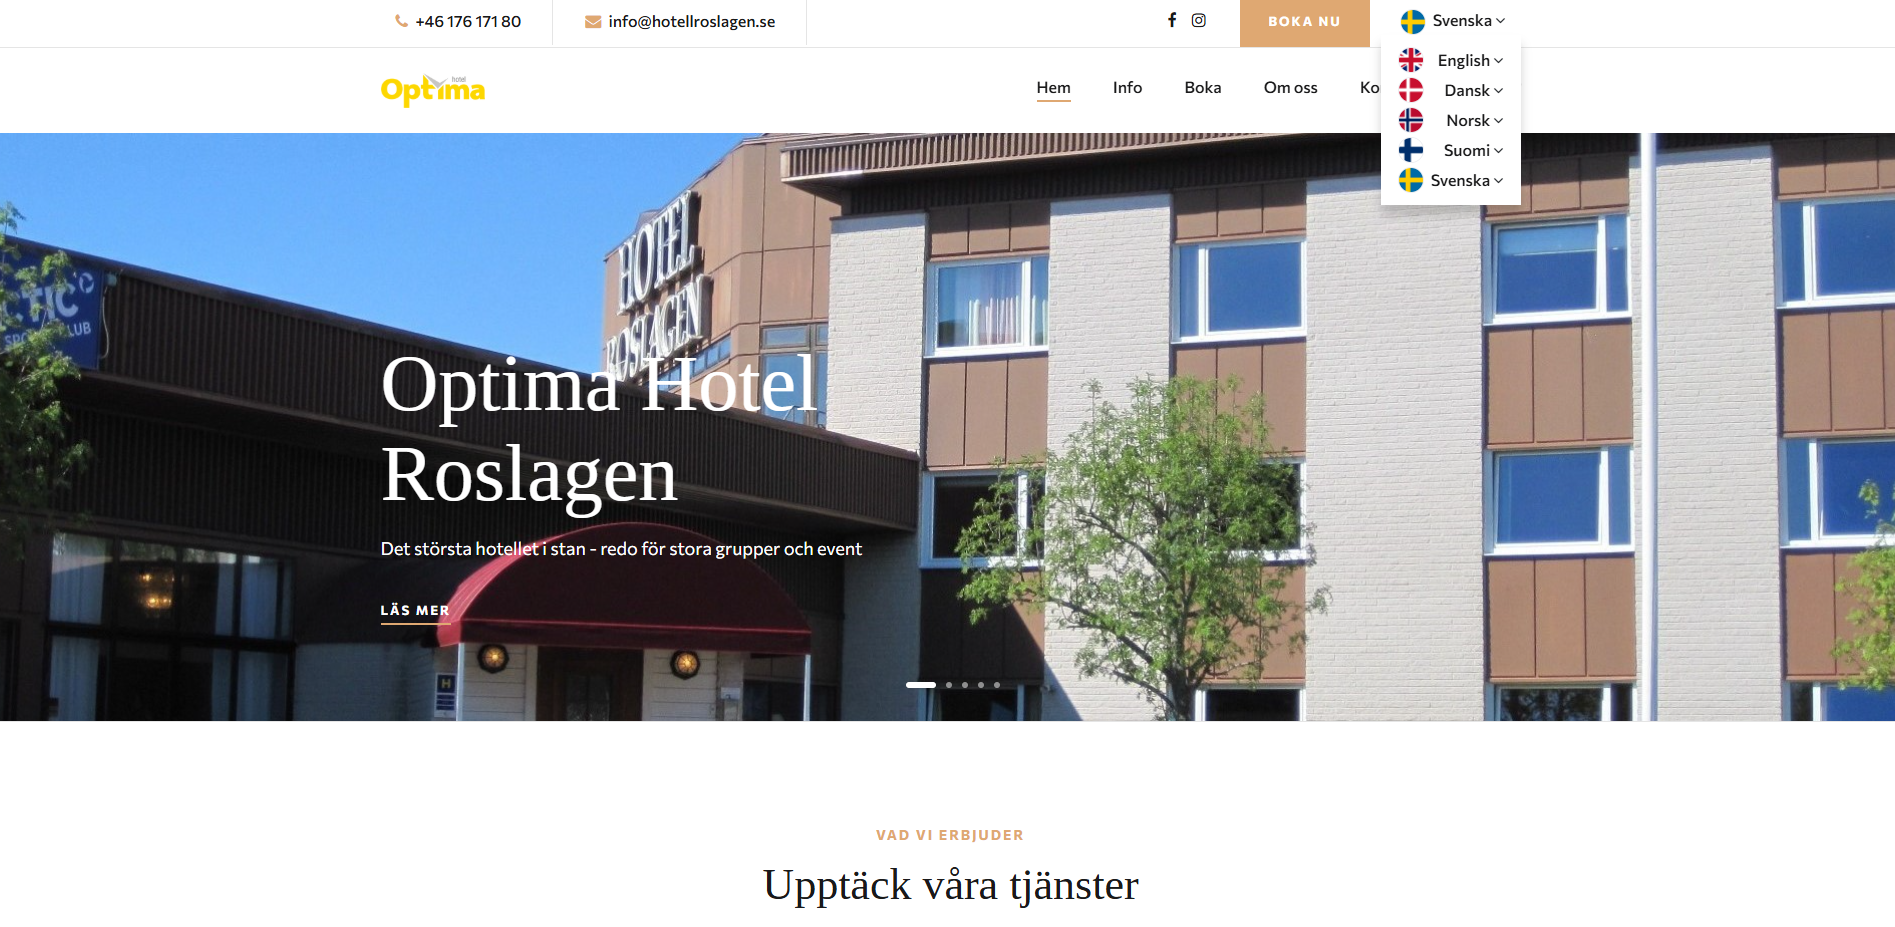 +46 176 171 80
info@hotellroslagen.se
BOKA NU
Svenska
English
Dansk
Norsk
Suomi
Svenska
Optima
hotel
Hem
Info
Boka
Om oss
HOTEL
ROSLAGEN
CTIC
CLUB
Optima Hotel
Roslagen
Det största hotellet i stan - redo för stora grupper och event
LÄS MER
H
VAD VI ERBJUDER
Upptäck våra tjänster